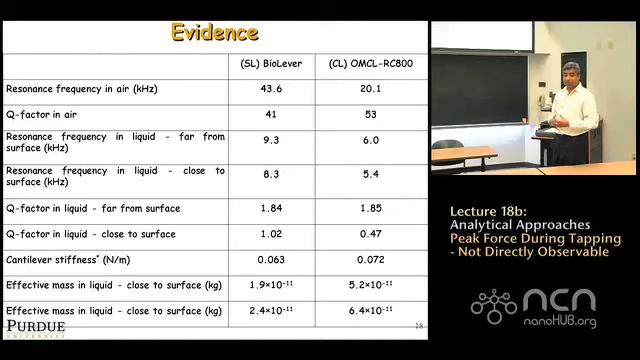 Evidence
(SL) BioLever (CL) OMCL-RC800
Resonance frequency in air (kHz) 43.6 20.1
Q-factor in air 41 53
Resonance frequency in liquid - far from
surface (kHz) 9.3 6.0
Resonance frequency in liquid - close to
surface (kHz) 8.3 5.4
Q-factor in liquid - far from surface 1.84 1.85
Q-factor in liquid - close to surface 1.02 0.47
Cantilever stiffness* (N/m) 0.063 0.072
Effective mass in liquid - close to surface (kg) 1.9×10⁻¹¹ 5.2×10⁻¹¹
Effective mass in liquid - close to surface (kg) 2.4×10⁻¹¹ 6.4×10⁻¹¹
PURDUE
UNIVERSITY
18
Lecture 18b:
Analytical Approaches
Peak Force During Tapping
- Not Directly Observable
ncn
nanoHUB.org